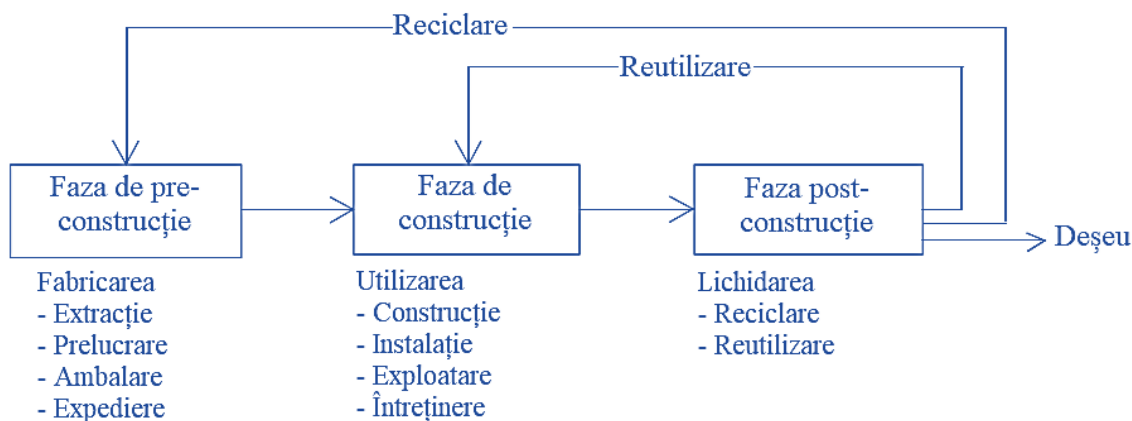 Reciclare
Reutilizare
Faza de pre-
construcție
Faza de
construcție
Faza post-
construcție
Deșeu
Fabricarea
- Extracție
- Prelucrare
- Ambalare
- Expediere
Utilizarea
- Construcție
- Instalație
- Exploatare
- Întreținere
Lichidarea
- Reciclare
- Reutilizare